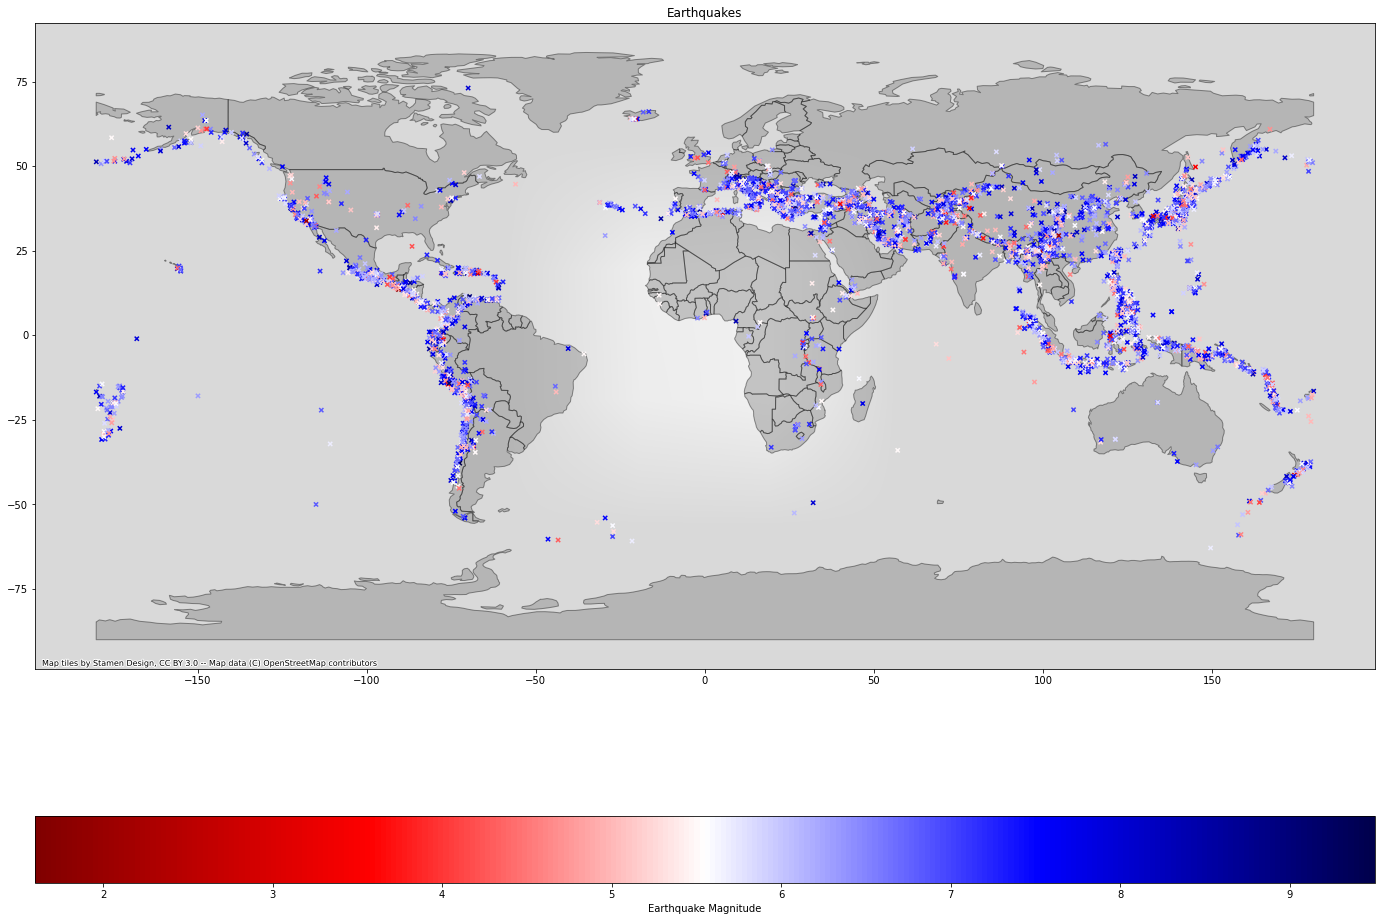 Earthquakes
75
50
25
0
−25
−50
−75
Map tiles by Stamen Design, CC BY 3.0 -- Map data (C) OpenStreetMap contributors
−150 −100 −50 0 50 100 150
2 3 4 5 6 7 8 9
Earthquake Magnitude